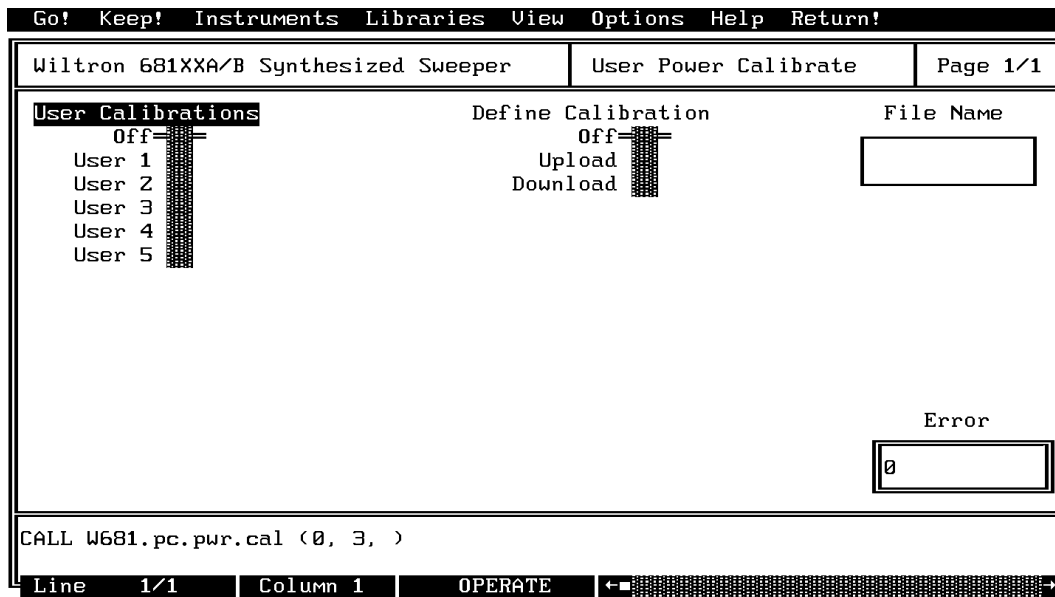 Go! Keep! Instruments Libraries View Options Help Return!
Wiltron 681XXA/B Synthesized Sweeper User Power Calibrate Page 1/1
User Calibrations Define Calibration File Name
Off Off
User 1 Upload
User 2 Download
User 3
User 4
User 5
Error
0
CALL W681.pc.pwr.cal (0, 3, )
Line 1/1 Column 1 OPERATE